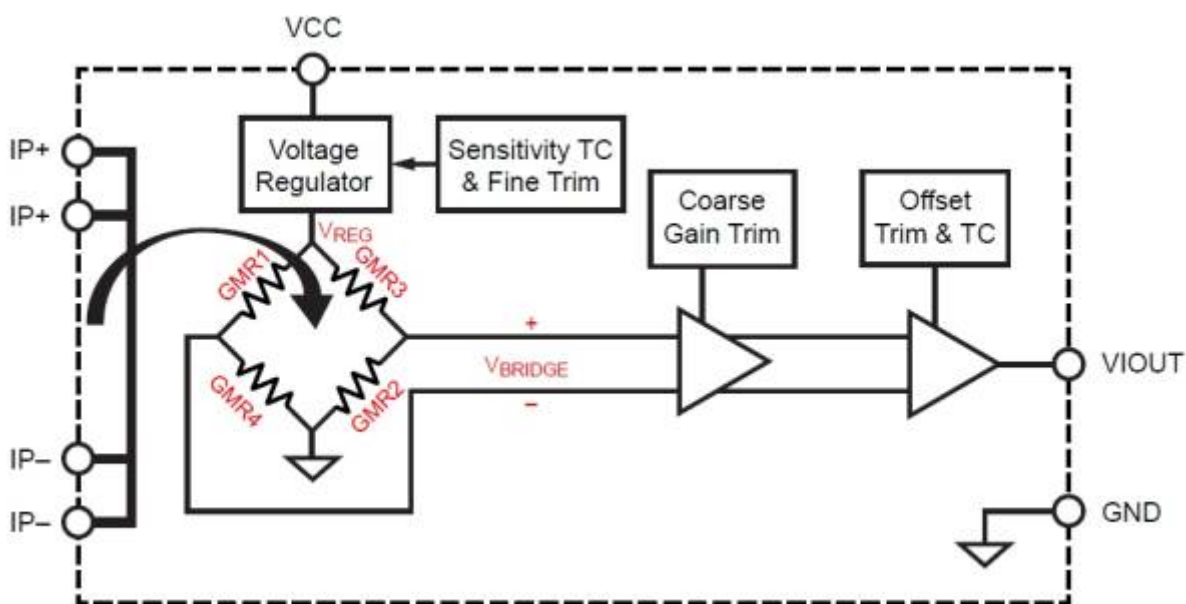 VCC
IP+
IP+
Voltage
Regulator
Sensitivity TC
& Fine Trim
Coarse
Gain Trim
Offset
Trim & TC
VREG
GMR1
GMR3
GMR4
GMR2
+
VBRIDGE
–
VIOUT
IP–
IP–
GND